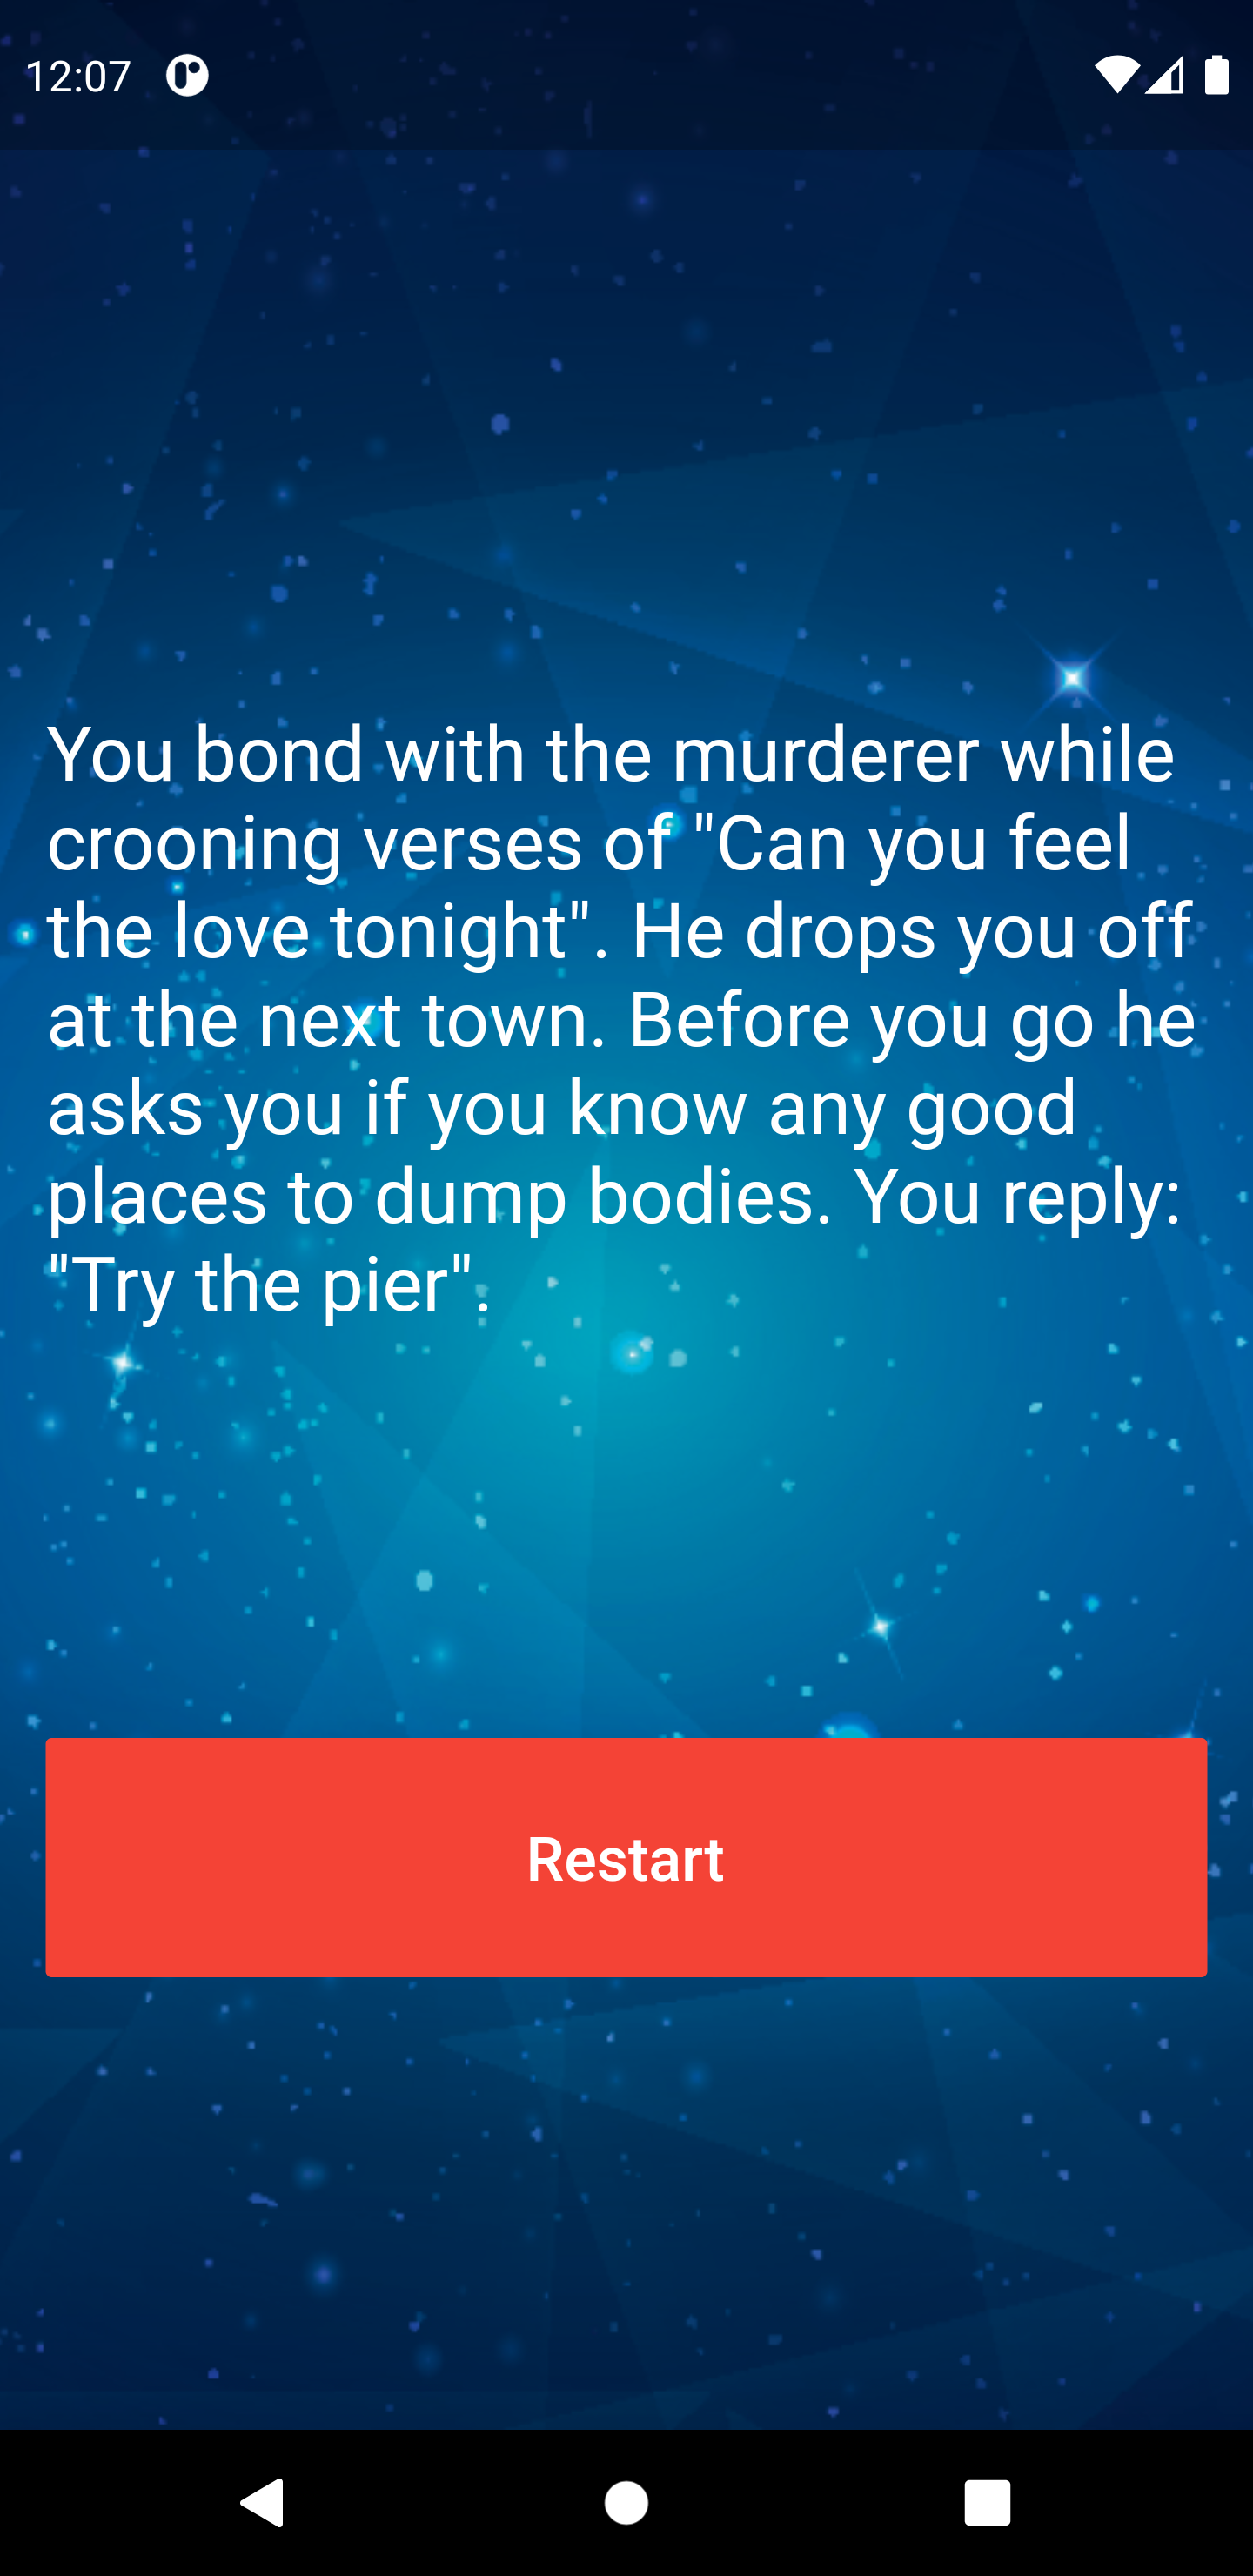 12:07
You bond with the murderer while
crooning verses of "Can you feel
the love tonight". He drops you off
at the next town. Before you go he
asks you if you know any good
places to dump bodies. You reply:
"Try the pier".
Restart